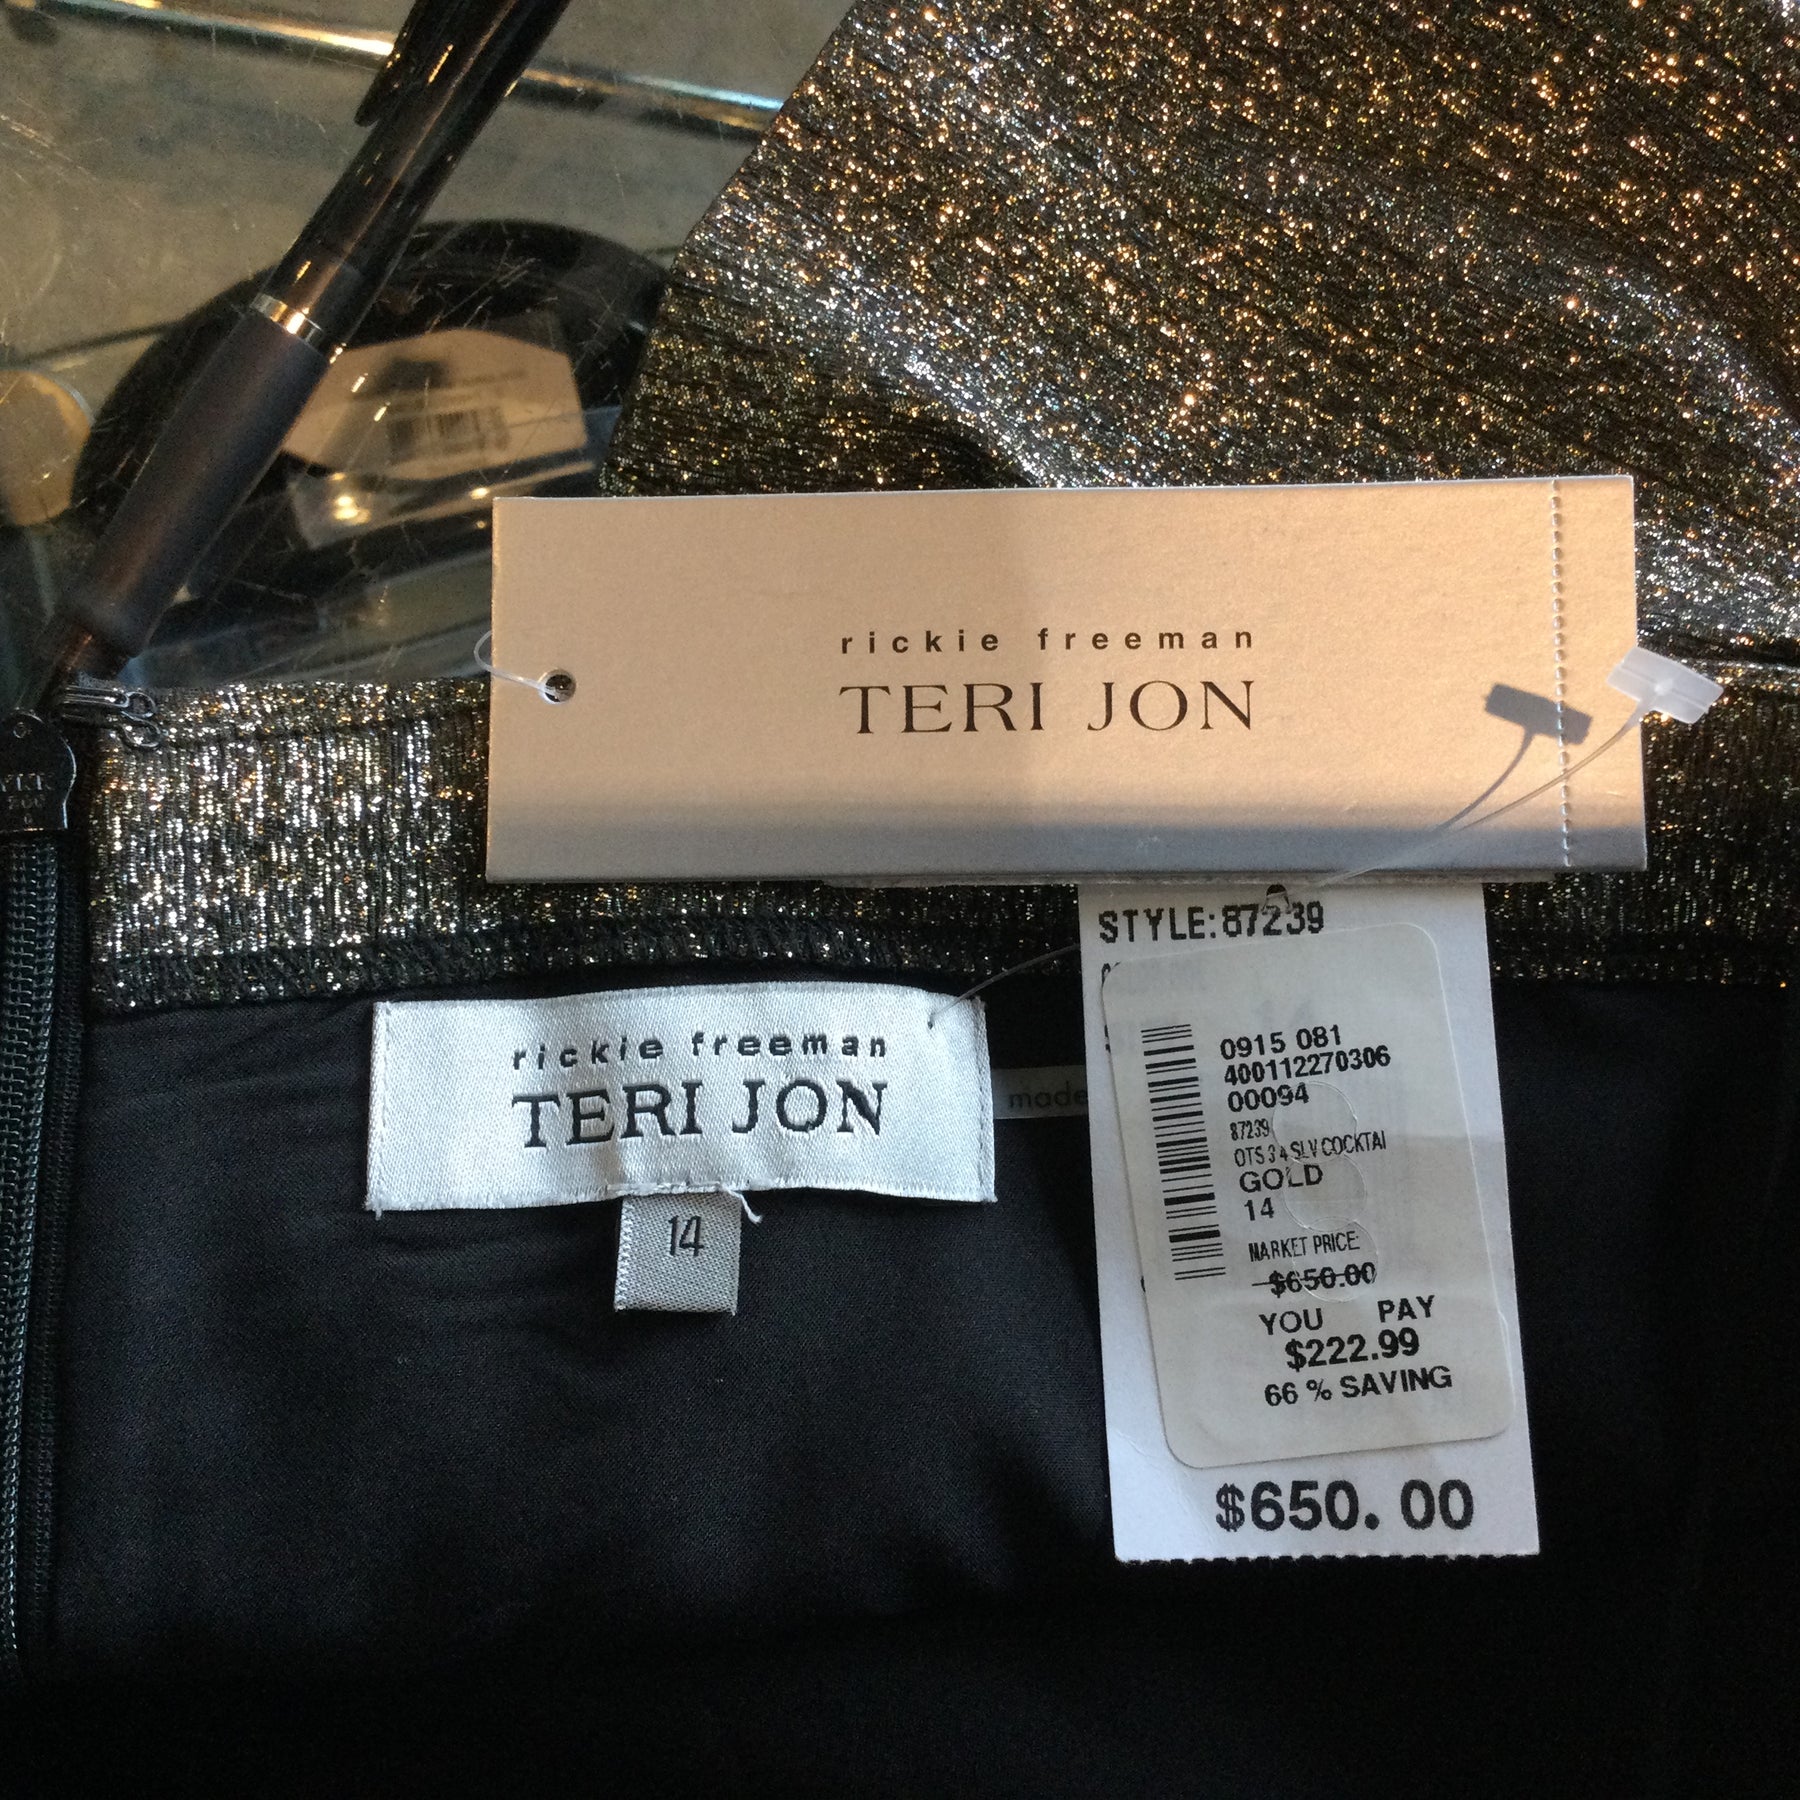 rickie freeman
TERI JON
STYLE: 87239
rickie freeman
TERI JON
made
14
0915 081
400112270306
00094
87239
OTS 3 4 SLV COCKTAI
GOLD
14
MARKET PRICE:
$650.00
YOU PAY
$222.99
66 % SAVING
$650.00